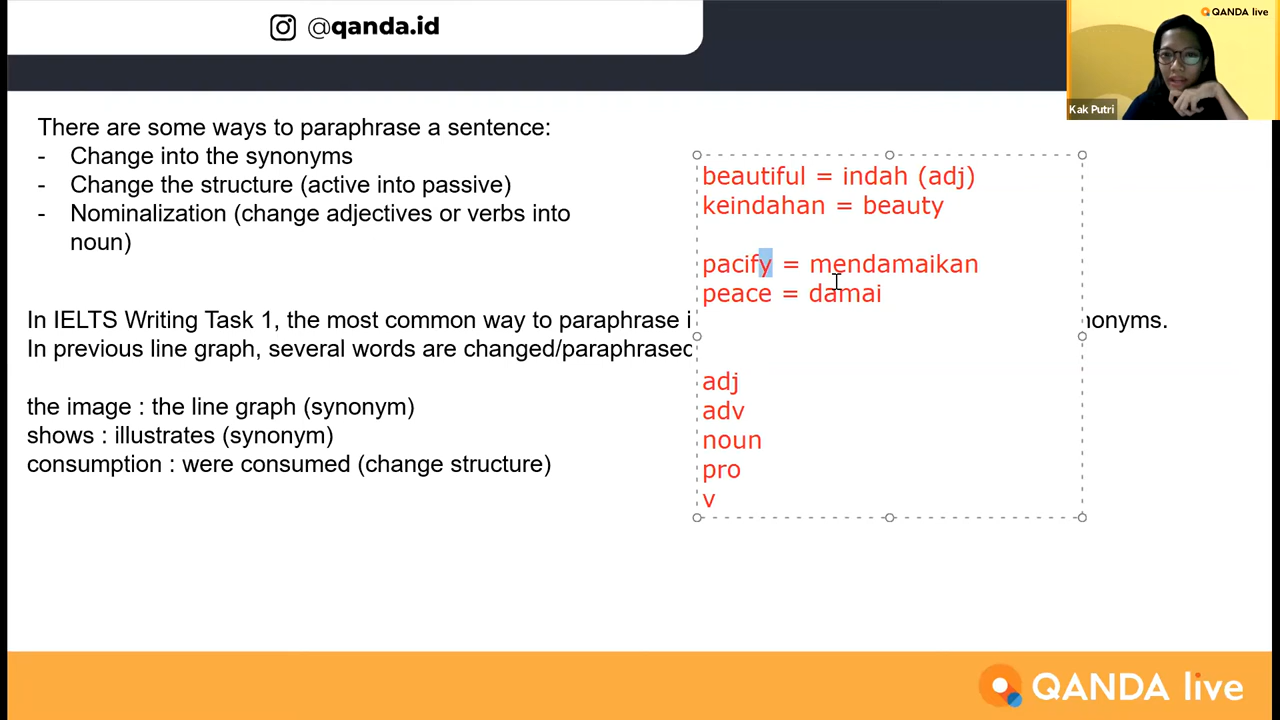 @qanda.id
QANDA live
Kak Putri
There are some ways to paraphrase a sentence:
- Change into the synonyms
- Change the structure (active into passive)
- Nominalization (change adjectives or verbs into
noun)
In IELTS Writing Task 1, the most common way to paraphrase
In previous line graph, several words are changed/paraphrased
the image : the line graph (synonym)
shows : illustrates (synonym)
consumption : were consumed (change structure)
beautiful = indah (adj)
keindahan = beauty
pacify = mendamaikan
peace = damai
adj
adv
noun
pro
v
QANDA live